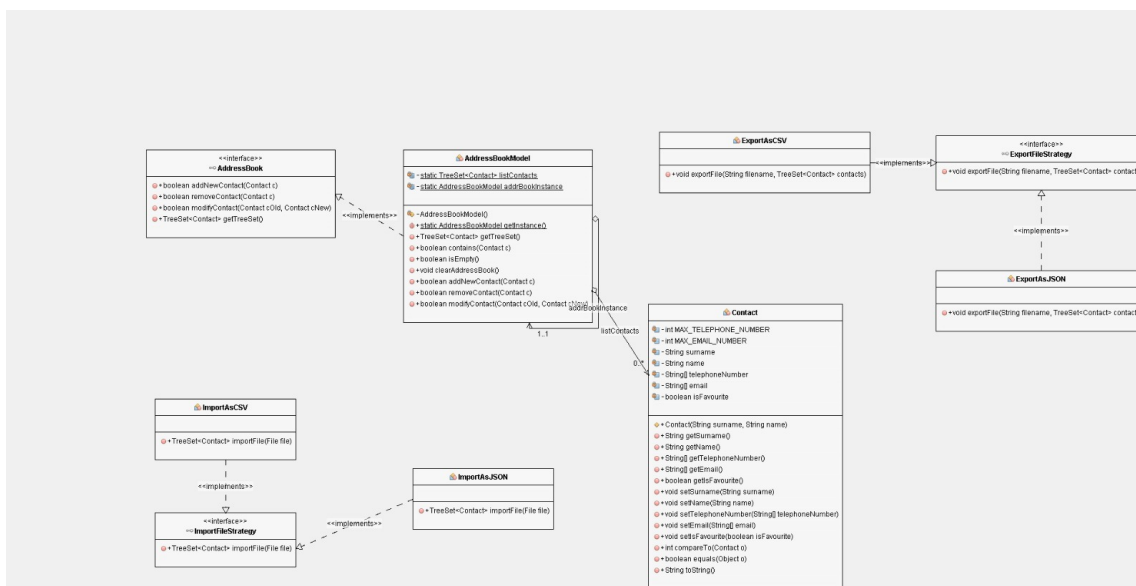 <<interface>>
AddressBook
+ boolean addNewContact(Contact c)
+ boolean removeContact(Contact c)
+ boolean modifyContact(Contact cOld, Contact cNew)
+ TreeSet<Contact> getTreeSet()
<<implements>>
AddressBookModel
- static TreeSet<Contact> listContacts
- static AddressBookModel addrBookInstance
- AddressBookModel()
+ static AddressBookModel getInstance()
+ TreeSet<Contact> getTreeSet()
+ boolean contains(Contact c)
+ boolean isEmpty()
+ void clearAddressBook()
+ boolean addNewContact(Contact c)
+ boolean removeContact(Contact c)
+ boolean modifyContact(Contact cOld, Contact cNew)
addrBookInstance
1..1
listContacts
0..*
ExportAsCSV
+ void exportFile(String filename, TreeSet<Contact> contacts)
<<implements>>
<<interface>>
ExportFileStrategy
+ void exportFile(String filename, TreeSet<Contact> contact
<<implements>>
ExportAsJSON
+ void exportFile(String filename, TreeSet<Contact> contact
Contact
- int MAX_TELEPHONE_NUMBER
- int MAX_EMAIL_NUMBER
- String surname
- String name
- String[] telephoneNumber
- String[] email
- boolean isFavourite
+ Contact(String surname, String name)
+ String getSurname()
+ String getName()
+ String[] getTelephoneNumber()
+ String[] getEmail()
+ boolean getIsFavourite()
+ void setSurname(String surname)
+ void setName(String name)
+ void setTelephoneNumber(String[] telephoneNumber)
+ void setEmail(String[] email)
+ void setIsFavourite(boolean isFavourite)
+ int compareTo(Contact o)
+ boolean equals(Object o)
+ String toString()
ImportAsCSV
+ TreeSet<Contact> importFile(File file)
<<implements>>
<<interface>>
ImportFileStrategy
+ TreeSet<Contact> importFile(File file)
<<implements>>
ImportAsJSON
+ TreeSet<Contact> importFile(File file)